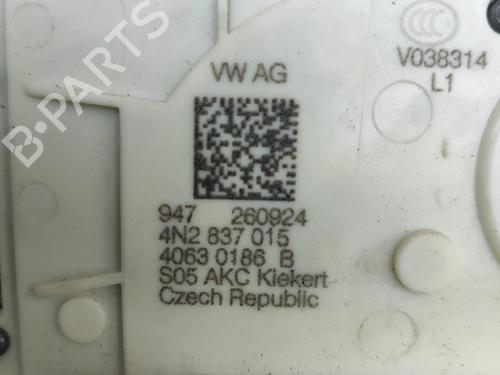 V038314
L1
VW AG
947 260924
4N2 837 015
4063 0186 B
S05 AKC Kiekert
Czech Republic
B-PARTS